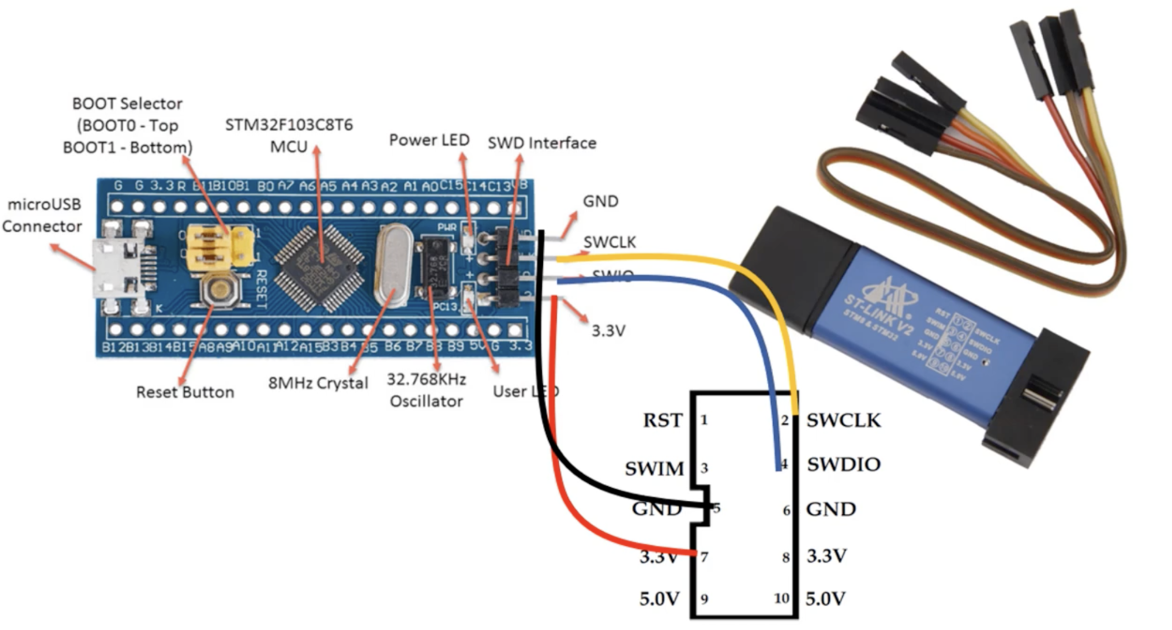 BOOT Selector
(BOOT0 - Top
BOOT1 - Bottom)
STM32F103C8T6
MCU
Power LED
SWD Interface
microUSB
Connector
G G 3.3 R B11 B10 B1 B0 A7 A6 A5 A4 A3 A2 A1 A0 C15 C14 C13 VB
GND
SWCLK
SWIO
3.3V
PWR
RESET
PC13
B12 B13 B14 B15 A8 A9 A10 A11 A12 A15 B3 B4 B5 B6 B7 B8 B9 5V G 3.3
Reset Button
8MHz Crystal
32.768KHz
Oscillator
User LED
ST-LINK V2
STM8 & STM32
RST SWCLK
SWIM SWDIO
GND GND
3.3V 3.3V
5.0V 5.0V
RST 1 2 SWCLK
SWIM 3 4 SWDIO
GND 5 6 GND
3.3V 7 8 3.3V
5.0V 9 10 5.0V